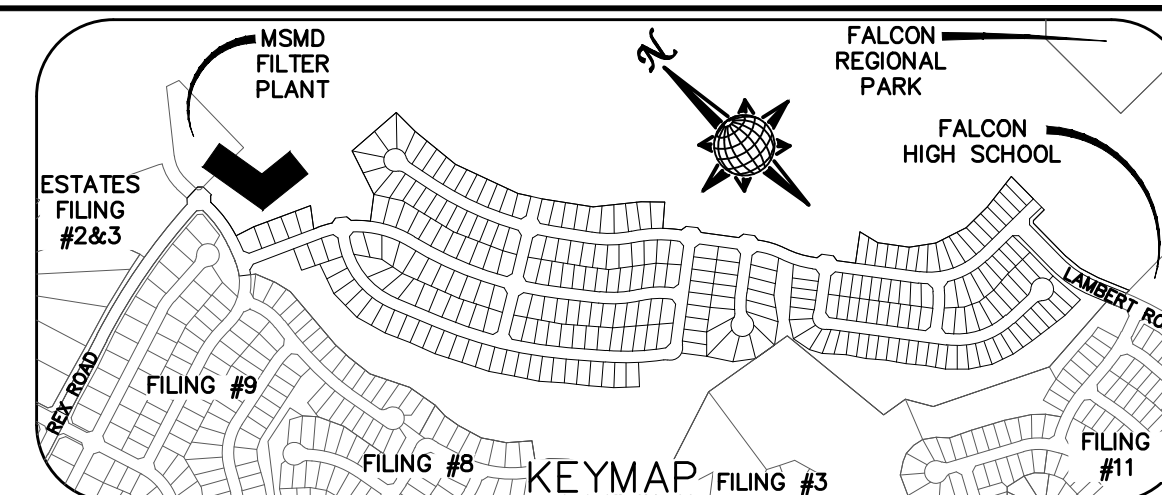 MSMD
FILTER
PLANT
N
FALCON
REGIONAL
PARK
FALCON
HIGH SCHOOL
ESTATES
FILING
#2&3
LAMBERT
REX ROAD
FILING #9
FILING #8
KEYMAP
FILING #3
FILING
#11